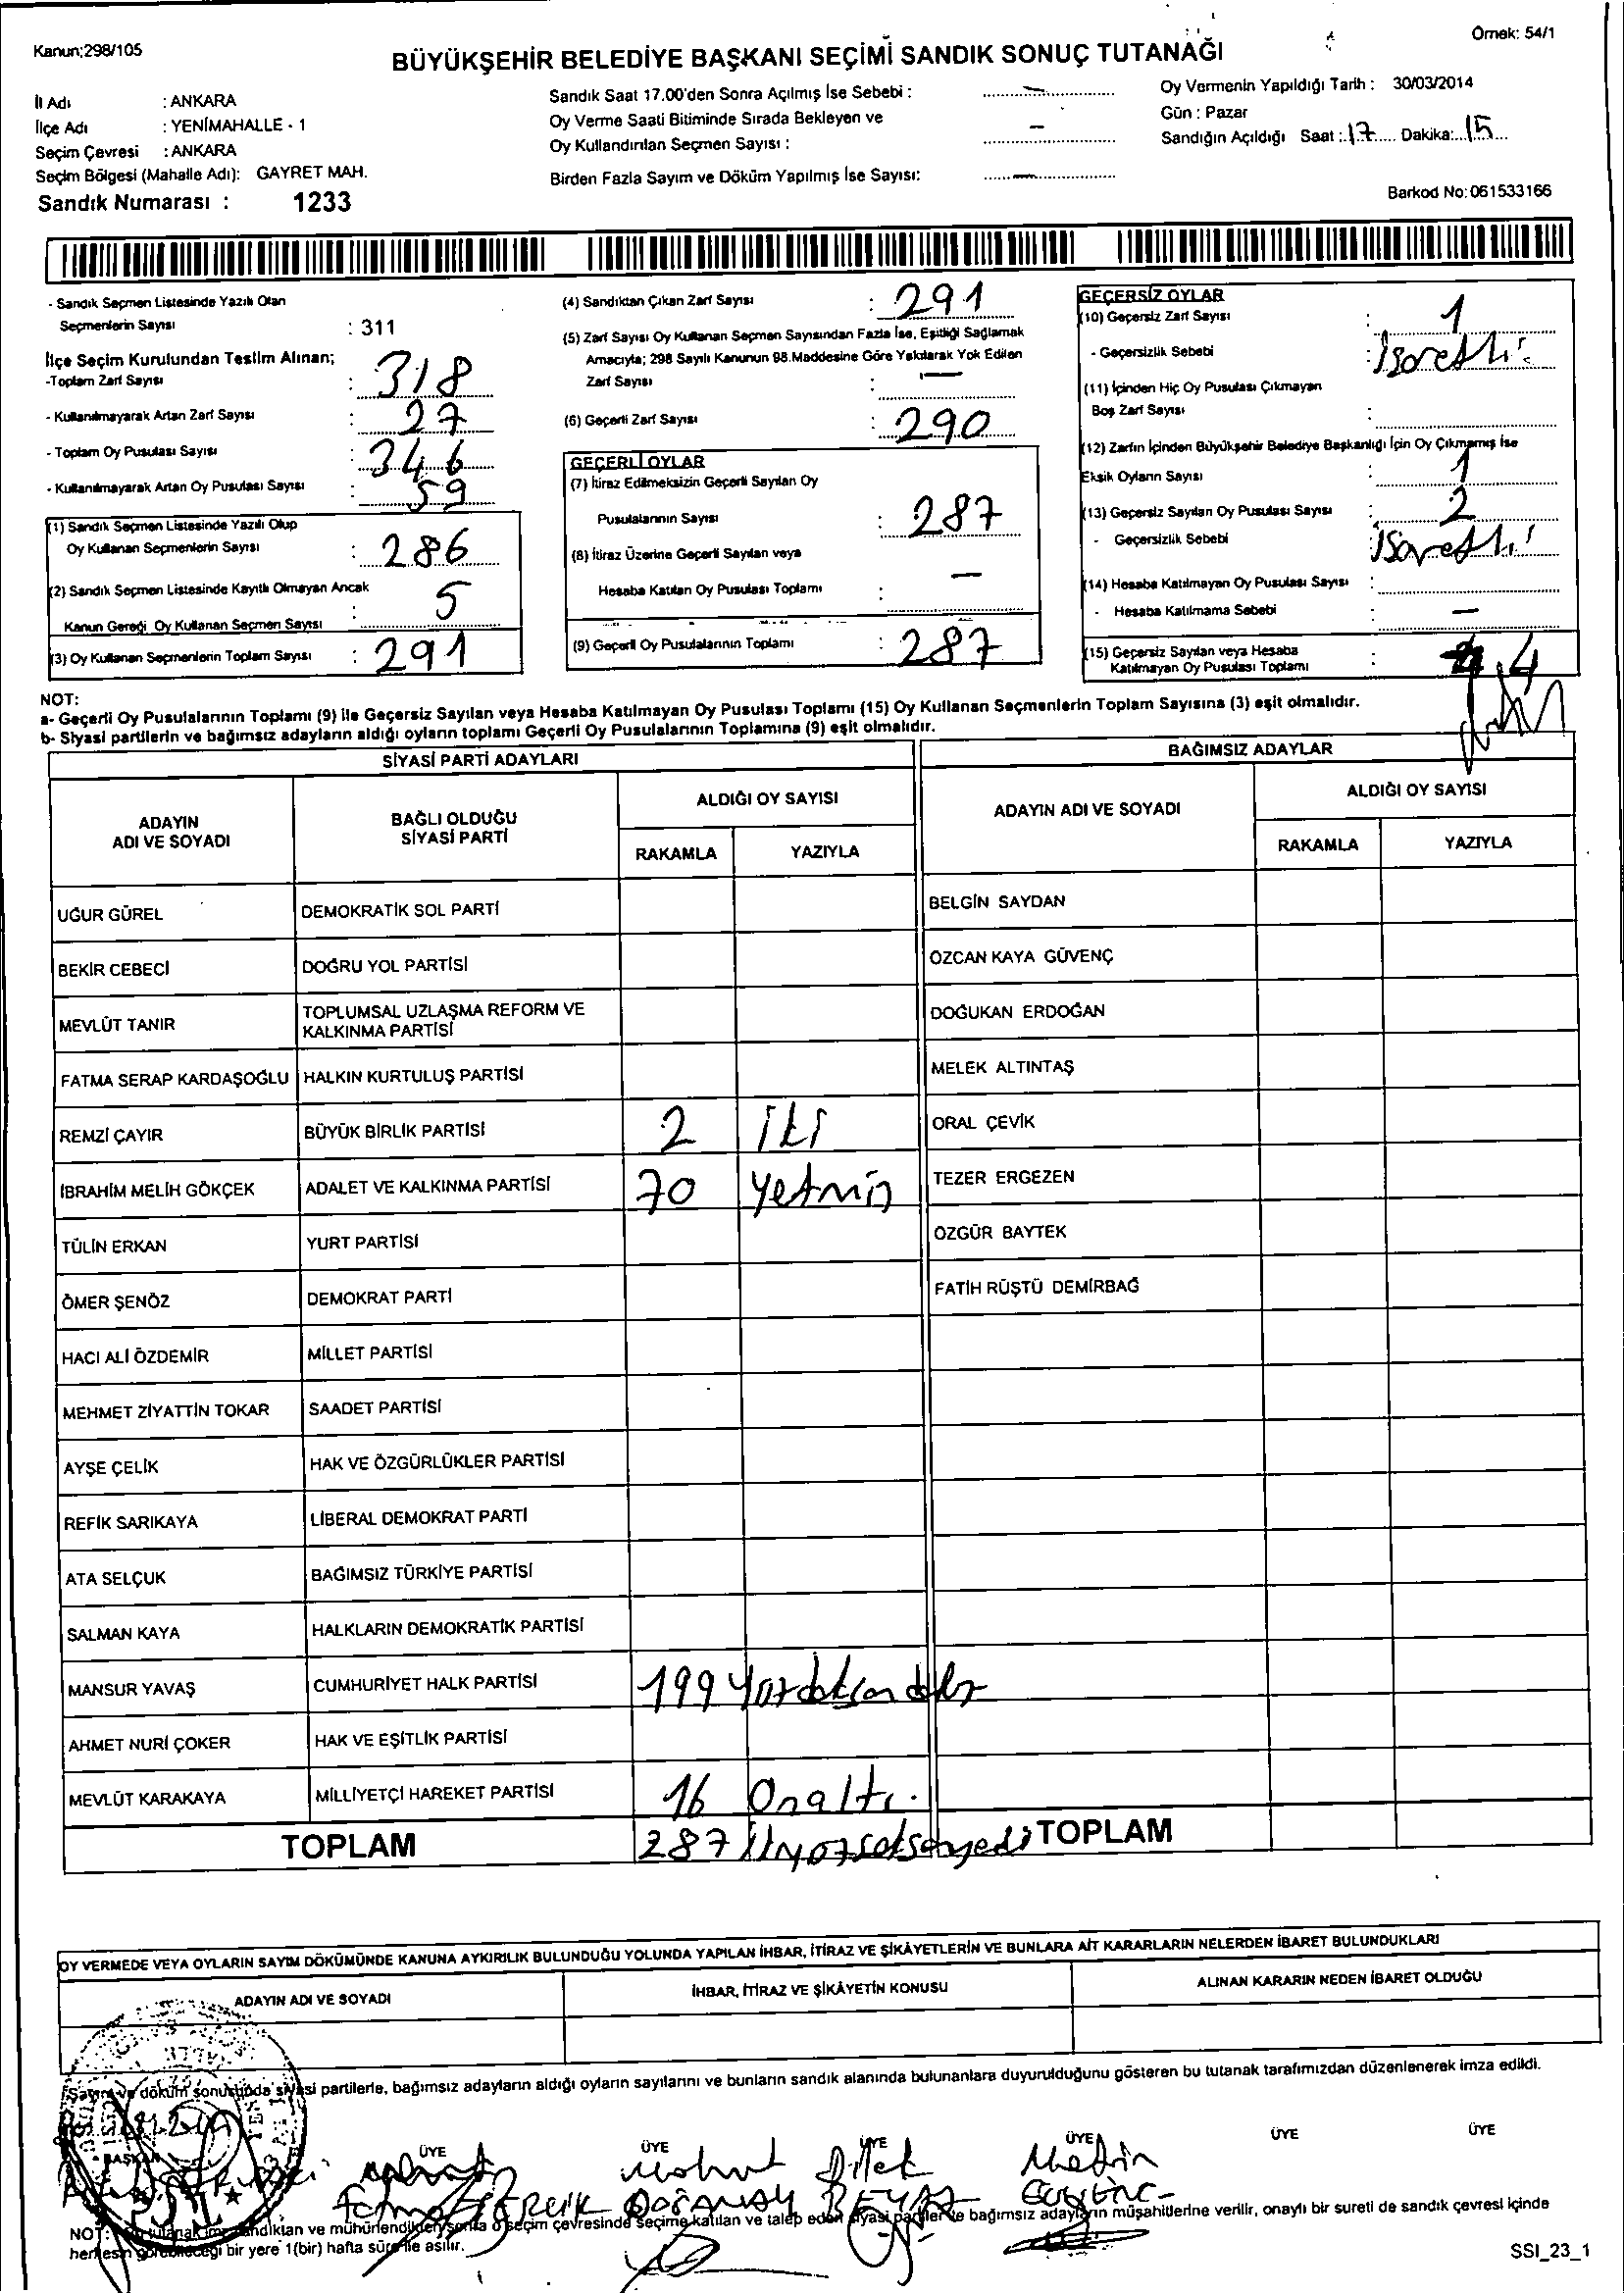 Kanun;298/105
Örnek: 54/1
BÜYÜKŞEHİR BELEDİYE BAŞKANI SEÇİMİ SANDIK SONUÇ TUTANAĞI
İl Adı : ANKARA
İlçe Adı : YENİMAHALLE - 1
Seçim Çevresi : ANKARA
Seçim Bölgesi (Mahalle Adı): GAYRET MAH.
Sandık Numarası : 1233
Sandık Saat 17.00'den Sonra Açılmış İse Sebebi : —
Oy Verme Saati Bitiminde Sırada Bekleyen ve
Oy Kullandırılan Seçmen Sayısı : —
Birden Fazla Sayım ve Döküm Yapılmış İse Sayısı: —
Oy Vermenin Yapıldığı Tarih : 30/03/2014
Gün : Pazar
Sandığın Açıldığı Saat : 17 Dakika: 15
Barkod No: 061533166
- Sandık Seçmen Listesinde Yazılı Olan
Seçmenlerin Sayısı : 311
İlçe Seçim Kurulundan Teslim Alınan;
-Toplam Zarf Sayısı : 318
- Kullanılmayarak Artan Zarf Sayısı : 27
- Toplam Oy Pusulası Sayısı : 346
- Kullanılmayarak Artan Oy Pusulası Sayısı : 59
(1) Sandık Seçmen Listesinde Yazılı Olup
Oy Kullanan Seçmenlerin Sayısı : 286
(2) Sandık Seçmen Listesinde Kayıtlı Olmayan Ancak
Kanun Gereği Oy Kullanan Seçmen Sayısı : 5
(3) Oy Kullanan Seçmenlerin Toplam Sayısı : 291
(4) Sandıktan Çıkan Zarf Sayısı : 291
(5) Zarf Sayısı Oy Kullanan Seçmen Sayısından Fazla İse, Eşitliği Sağlamak
Amacıyla; 298 Sayılı Kanunun 98.Maddesine Göre Yakılarak Yok Edilen
Zarf Sayısı : —
(6) Geçerli Zarf Sayısı : 290
GEÇERLİ OYLAR
(7) İtiraz Edilmeksizin Geçerli Sayılan Oy
Pusulalarının Sayısı : 287
(8) İtiraz Üzerine Geçerli Sayılan veya
Hesaba Katılan Oy Pusulası Toplamı : —
(9) Geçerli Oy Pusulalarının Toplamı : 287
GEÇERSİZ OYLAR
(10) Geçersiz Zarf Sayısı : 1
- Geçersizlik Sebebi : İşaretli
(11) İçinden Hiç Oy Pusulası Çıkmayan
Boş Zarf Sayısı :
(12) Zarfın İçinden Büyükşehir Belediye Başkanlığı İçin Oy Çıkmamış İse
Eksik Oyların Sayısı : 1
(13) Geçersiz Sayılan Oy Pusulası Sayısı : 2
- Geçersizlik Sebebi : İşaretli
(14) Hesaba Katılmayan Oy Pusulası Sayısı :
- Hesaba Katılmama Sebebi : —
(15) Geçersiz Sayılan veya Hesaba
Katılmayan Oy Pusulası Toplamı : 4
NOT:
a- Geçerli Oy Pusulalarının Toplamı (9) ile Geçersiz Sayılan veya Hesaba Katılmayan Oy Pusulası Toplamı (15) Oy Kullanan Seçmenlerin Toplam Sayısına (3) eşit olmalıdır.
b- Siyasi partilerin ve bağımsız adayların aldığı oyların toplamı Geçerli Oy Pusulalarının Toplamına (9) eşit olmalıdır.
SİYASİ PARTİ ADAYLARI
BAĞIMSIZ ADAYLAR
ADAYIN ADI VE SOYADI
BAĞLI OLDUĞU SİYASİ PARTİ
ALDIĞI OY SAYISI
RAKAMLA YAZIYLA
ADAYIN ADI VE SOYADI
ALDIĞI OY SAYISI
RAKAMLA YAZIYLA
UĞUR GÜREL DEMOKRATİK SOL PARTİ BELGİN SAYDAN
BEKİR CEBECİ DOĞRU YOL PARTİSİ ÖZCAN KAYA GÜVENÇ
MEVLÜT TANIR TOPLUMSAL UZLAŞMA REFORM VE KALKINMA PARTİSİ DOĞUKAN ERDOĞAN
FATMA SERAP KARDAŞOĞLU HALKIN KURTULUŞ PARTİSİ MELEK ALTINTAŞ
REMZİ ÇAYIR BÜYÜK BİRLİK PARTİSİ 2 iki ORAL ÇEVİK
İBRAHİM MELİH GÖKÇEK ADALET VE KALKINMA PARTİSİ 70 Yetmiş TEZER ERGEZEN
TÜLİN ERKAN YURT PARTİSİ ÖZGÜR BAYTEK
ÖMER ŞENÖZ DEMOKRAT PARTİ FATİH RÜŞTÜ DEMİRBAĞ
HACI ALİ ÖZDEMİR MİLLET PARTİSİ
MEHMET ZİYATTİN TOKAR SAADET PARTİSİ
AYŞE ÇELİK HAK VE ÖZGÜRLÜKLER PARTİSİ
REFİK SARIKAYA LİBERAL DEMOKRAT PARTİ
ATA SELÇUK BAĞIMSIZ TÜRKİYE PARTİSİ
SALMAN KAYA HALKLARIN DEMOKRATİK PARTİSİ
MANSUR YAVAŞ CUMHURİYET HALK PARTİSİ 199 Yüzdoksandokuz
AHMET NURİ ÇOKER HAK VE EŞİTLİK PARTİSİ
MEVLÜT KARAKAYA MİLLİYETÇİ HAREKET PARTİSİ 16 Onaltı.
TOPLAM 287 ikiyüzseksenyedi TOPLAM
OY VERMEDE VEYA OYLARIN SAYIM DÖKÜMÜNDE KANUNA AYKIRILIK BULUNDUĞU YOLUNDA YAPILAN İHBAR, İTİRAZ VE ŞİKÂYETLERİN VE BUNLARA AİT KARARLARIN NELERDEN İBARET BULUNDUKLARI
ADAYIN ADI VE SOYADI İHBAR, İTİRAZ VE ŞİKÂYETİN KONUSU ALINAN KARARIN NEDEN İBARET OLDUĞU
Sayım ve döküm sonucunda siyasi partilerle, bağımsız adayların aldığı oyların sayılarını ve bunların sandık alanında bulunanlara duyurulduğunu gösteren bu tutanak tarafımızdan düzenlenerek imza edildi.
BAŞKAN ÜYE ÜYE ÜYE ÜYE ÜYE ÜYE
Dilek Metin
BEYAZ
NOT: Bu tutanak imzalandıktan ve mühürlendikten sonra o seçim çevresinde seçime katılan ve talep eden siyasi partiler ile bağımsız adayların müşahitlerine verilir, onaylı bir sureti de sandık çevresi içinde
herkesin görebileceği bir yere 1(bir) hafta süre ile asılır.
SSI_23_1